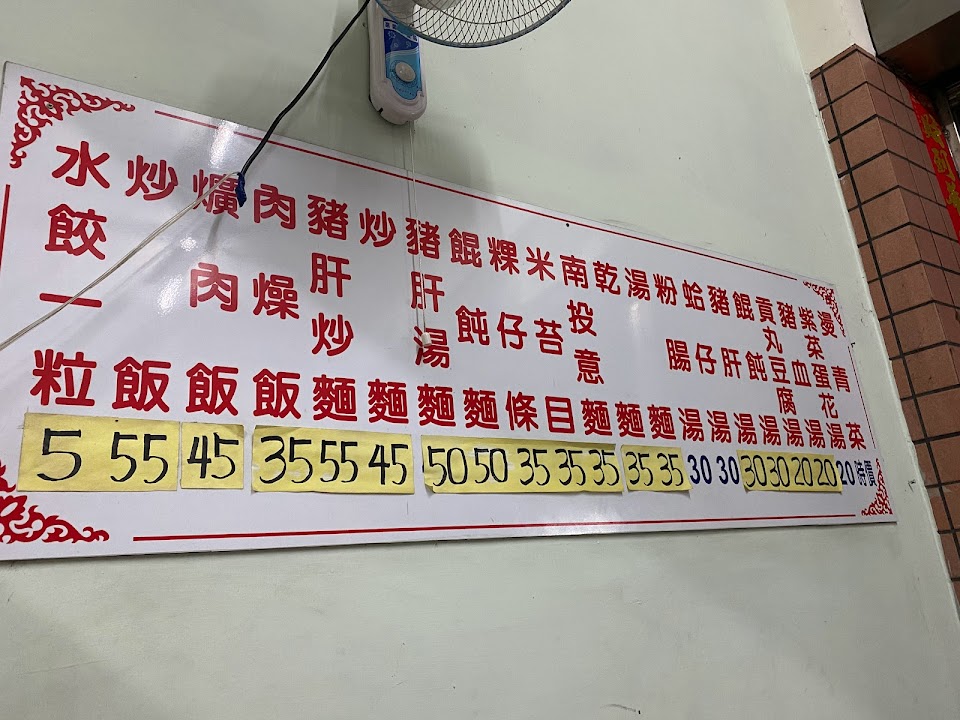 水餃一粒 5
炒飯 55
爌肉飯 45
肉燥飯 35
豬肝炒麵 55
炒麵 45
豬肝湯麵 50
餛飩麵 50
粿仔條 35
米苔目 35
南投意麵 35
乾麵 35
湯麵 35
粉腸湯 30
蛤仔湯 30
豬肝湯 30
餛飩湯 30
貢丸豆腐湯 20
豬血湯 20
紫菜蛋花湯 20
燙青菜 時價